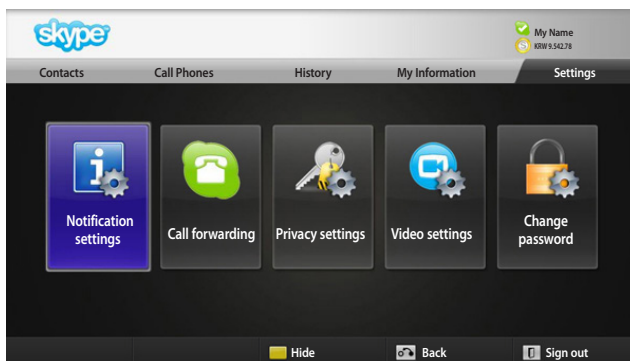 skype
My Name
KRW 9.542.78
Contacts Call Phones History My Information Settings
Notification
settings
Call forwarding
Privacy settings
Video settings
Change
password
Hide Back Sign out